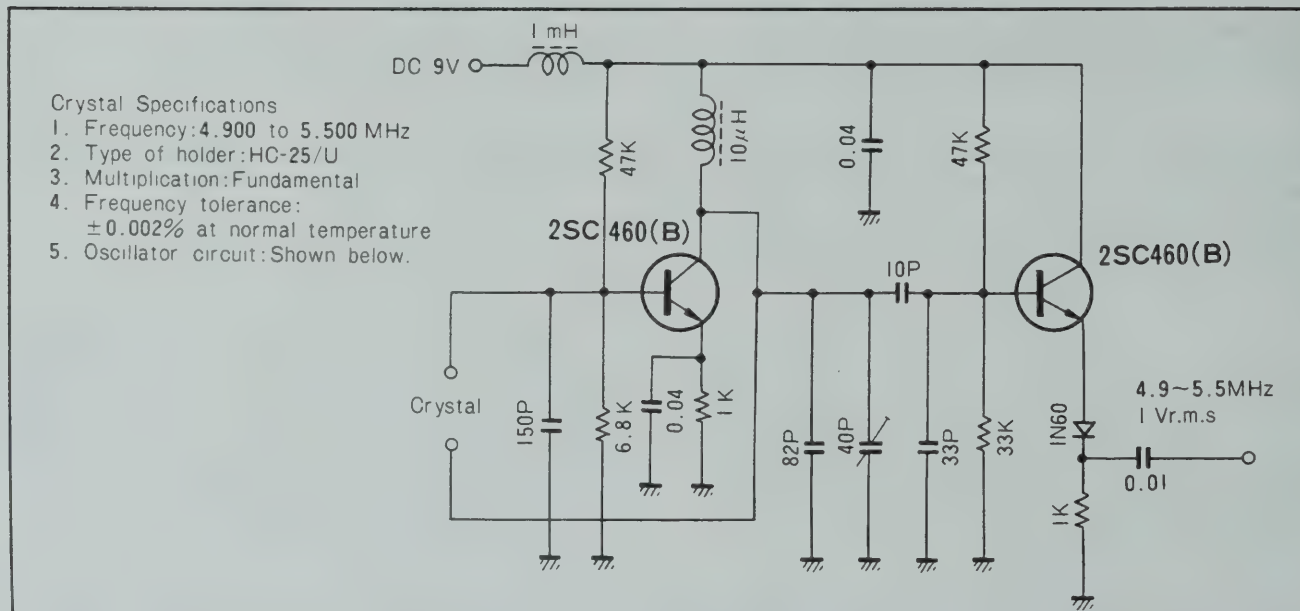 1 mH
DC 9V
Crystal Specifications
1. Frequency: 4.900 to 5.500 MHz
2. Type of holder: HC-25/U
3. Multiplication: Fundamental
4. Frequency tolerance:
±0.002% at normal temperature
5. Oscillator circuit: Shown below.
47K
10μH
0.04
47K
2SC460(B)
2SC460(B)
10P
Crystal
150P
6.8K
0.04
1K
82P
40P
33P
33K
1N60
4.9~5.5MHz
1 Vr.m.s
0.01
1K